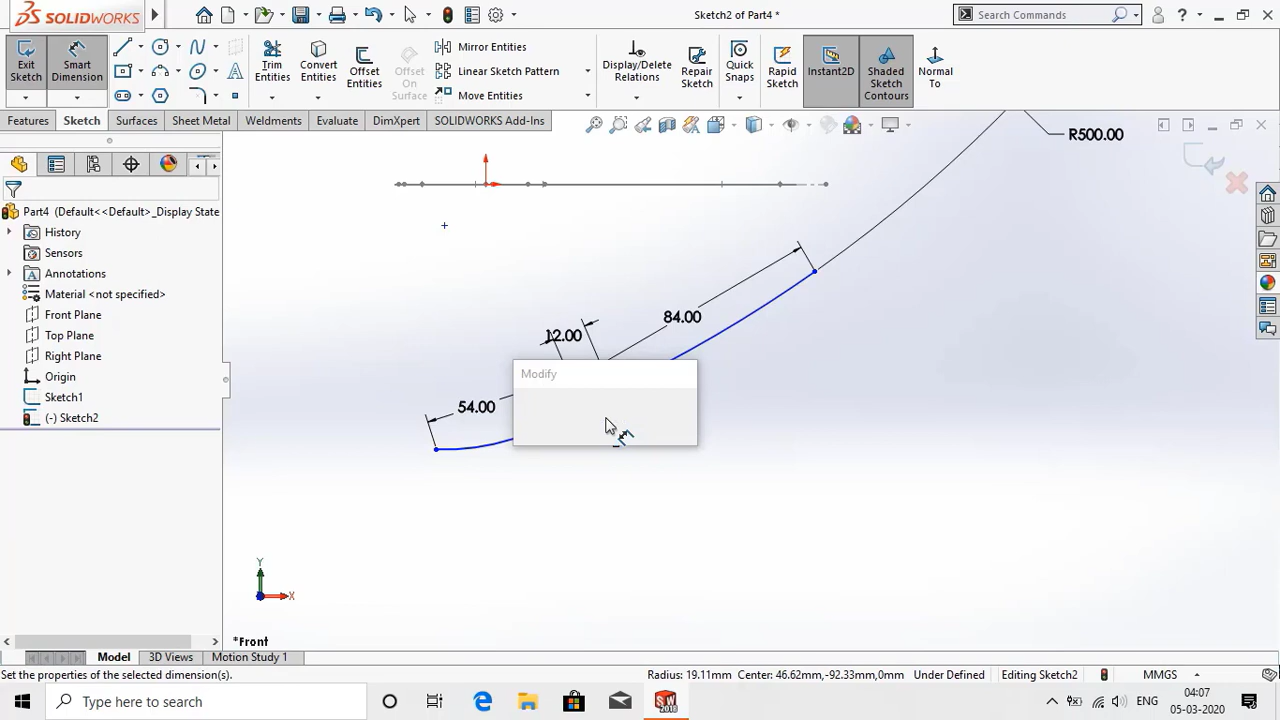 SOLIDWORKS
Sketch2 of Part4 *
Search Commands
Exit Sketch
Smart Dimension
Trim Entities
Convert Entities
Offset Entities
Offset On Surface
Mirror Entities
Linear Sketch Pattern
Move Entities
Display/Delete Relations
Repair Sketch
Quick Snaps
Rapid Sketch
Instant2D
Shaded Sketch Contours
Normal To
Features
Sketch
Surfaces
Sheet Metal
Weldments
Evaluate
DimXpert
SOLIDWORKS Add-Ins
Part4 (Default<<Default>_Display State
History
Sensors
Annotations
Material <not specified>
Front Plane
Top Plane
Right Plane
Origin
Sketch1
(-) Sketch2
R500.00
84.00
12.00
54.00
Modify
Y
X
*Front
Model
3D Views
Motion Study 1
Set the properties of the selected dimension(s).
Radius: 19.11mm Center: 46.62mm,-92.33mm,0mm
Under Defined
Editing Sketch2
MMGS
Type here to search
SW
2018
ENG
04:07
05-03-2020